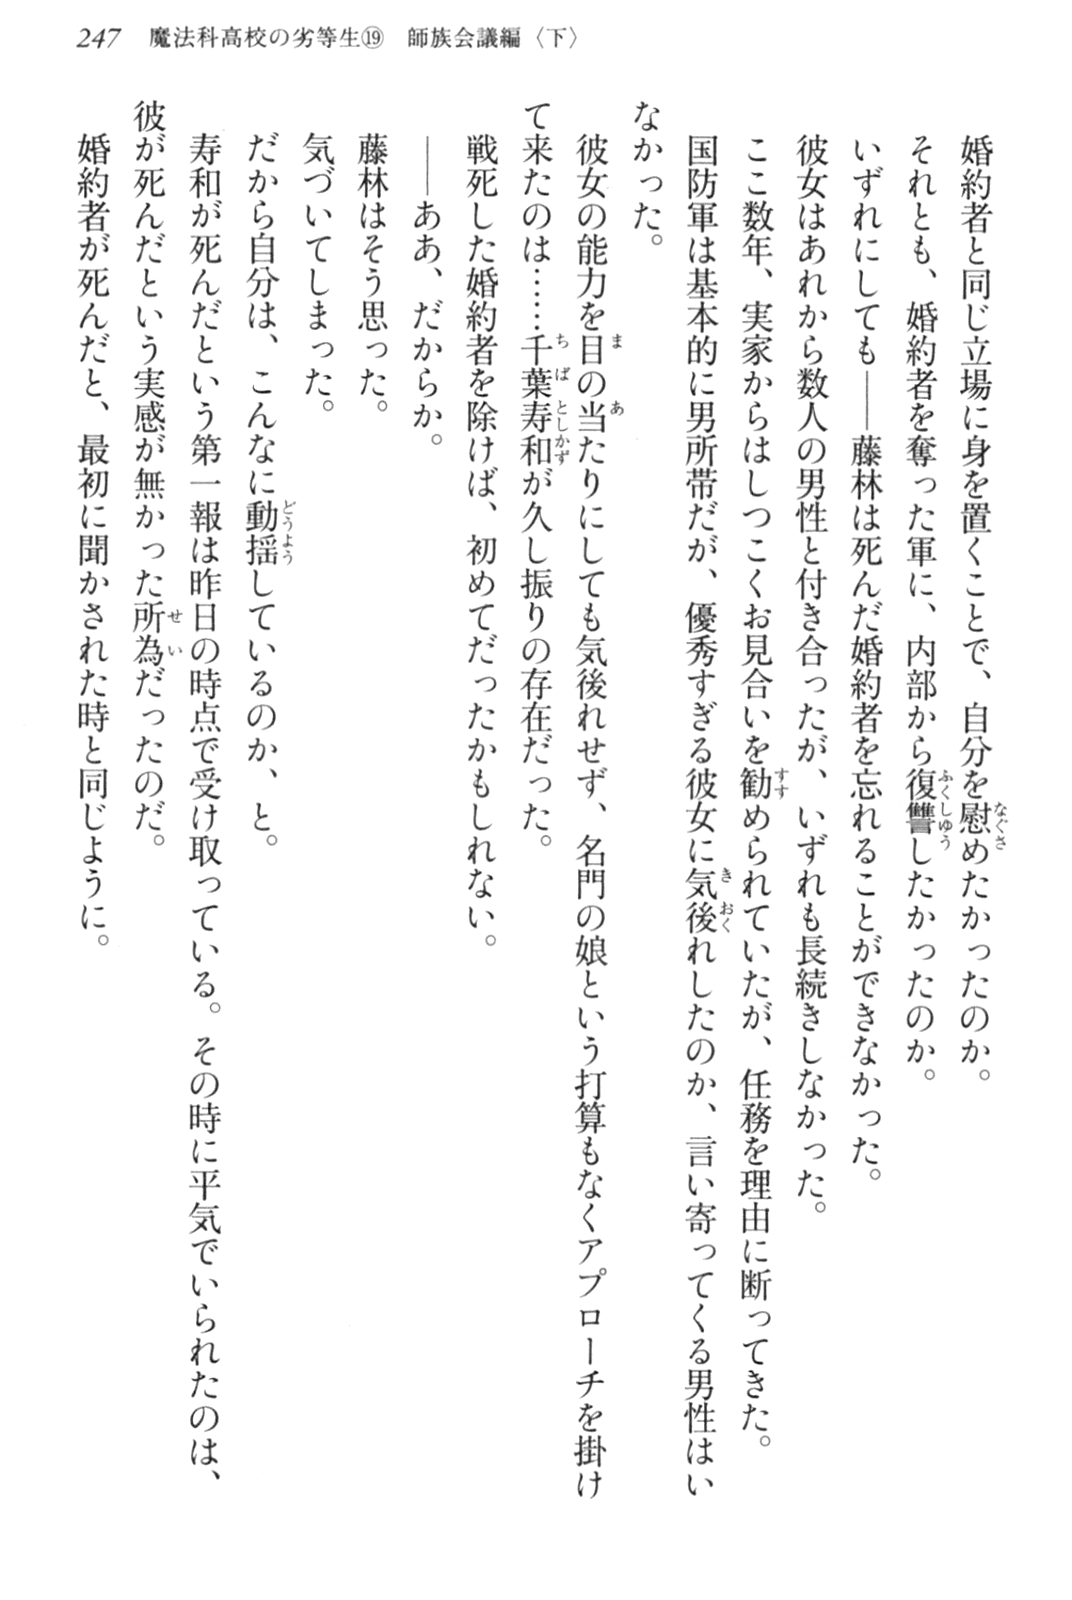 247 魔法科高校の劣等生⑲ 師族会議編〈下〉
婚約者と同じ立場に身を置くことで、自分を慰めたかったのか。
それとも、婚約者を奪った軍に、内部から復讐したかったのか。
いずれにしても――藤林は死んだ婚約者を忘れることができなかった。
彼女はあれから数人の男性と付き合ったが、いずれも長続きしなかった。
ここ数年、実家からはしつこくお見合いを勧められていたが、任務を理由に断ってきた。
国防軍は基本的に男所帯だが、優秀すぎる彼女に気後れしたのか、言い寄ってくる男性はい
なかった。
彼女の能力を目の当たりにしても気後れせず、名門の娘という打算もなくアプローチを掛け
て来たのは……千葉寿和が久し振りの存在だった。
戦死した婚約者を除けば、初めてだったかもしれない。
――ああ、だからか。
藤林はそう思った。
気づいてしまった。
だから自分は、こんなに動揺しているのか、と。
寿和が死んだという第一報は昨日の時点で受け取っている。その時に平気でいられたのは、
彼が死んだという実感が無かった所為だったのだ。
婚約者が死んだと、最初に聞かされた時と同じように。